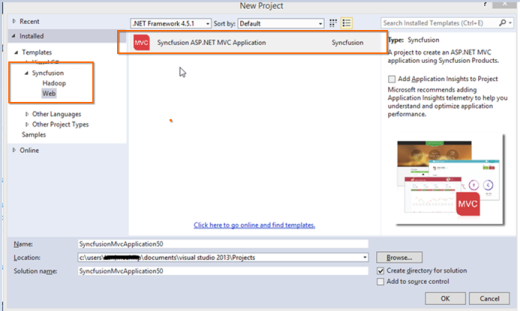 New Project
Recent
.NET Framework 4.5.1
Sort by:
Default
Search Installed Templates (Ctrl+E)
Installed
Templates
Syncfusion
Hadoop
Web
Other Languages
Other Project Types
Samples
Online
MVC
Syncfusion ASP.NET MVC Application
Syncfusion
Click here to go online and find templates.
Type: Syncfusion
A project to create an ASP.NET MVC
application using Syncfusion Products.
Add Application Insights to Project
Microsoft recommends adding
Application Insights telemetry to help you
understand and optimize application
performance.
MVC
Name:
SyncfusionMvcApplication50
Location:
c:\users\
\documents\visual studio 2013\Projects
Browse...
Solution name:
SyncfusionMvcApplication50
Create directory for solution
Add to source control
OK
Cancel